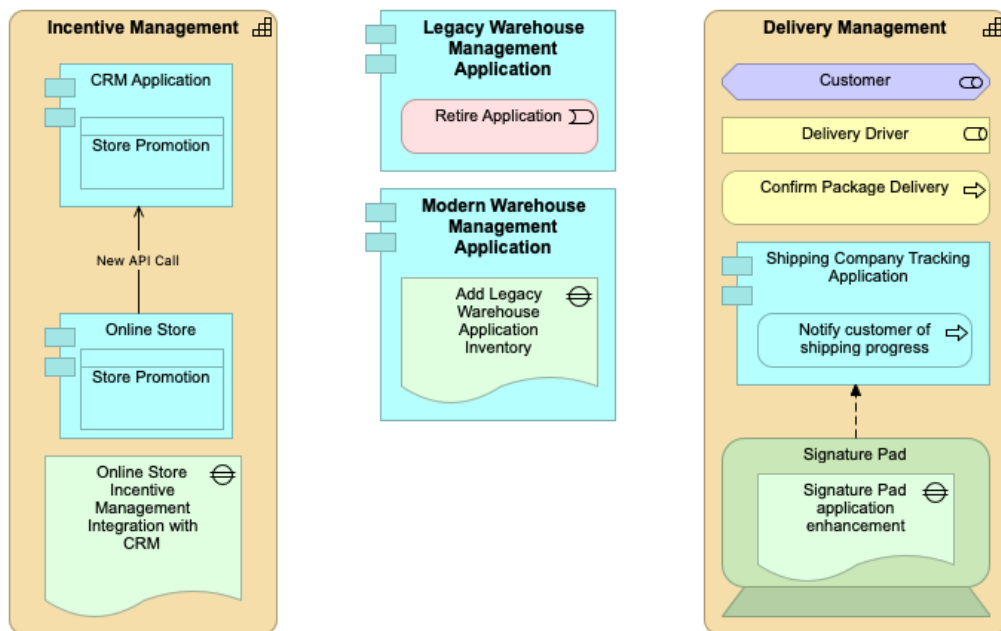 Incentive Management
CRM Application
Store Promotion
New API Call
Online Store
Store Promotion
Online Store
Incentive
Management
Integration with
CRM
Legacy Warehouse
Management
Application
Retire Application
Modern Warehouse
Management
Application
Add Legacy
Warehouse
Application
Inventory
Delivery Management
Customer
Delivery Driver
Confirm Package Delivery
Shipping Company Tracking
Application
Notify customer of
shipping progress
Signature Pad
Signature Pad
application
enhancement